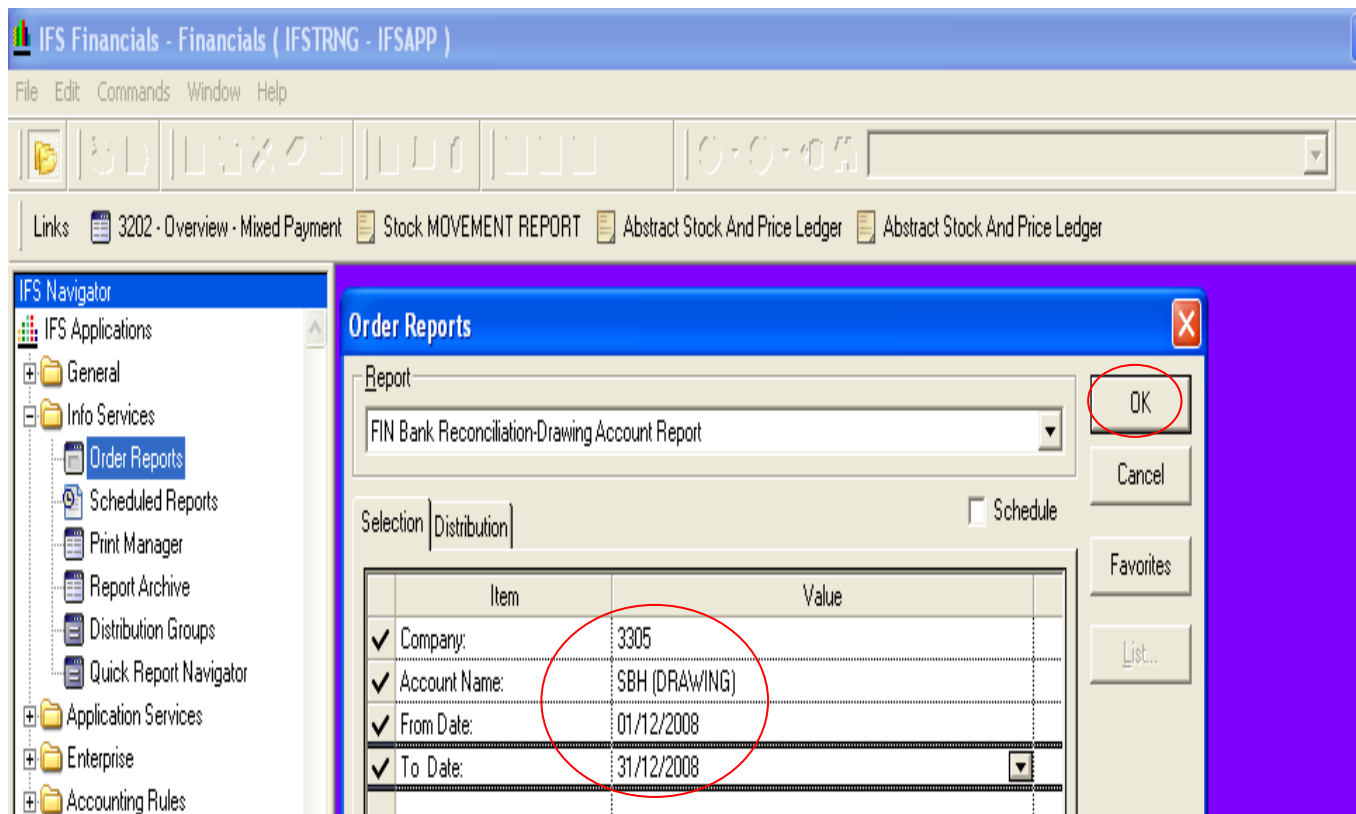 IFS Financials - Financials ( IFSTRNG - IFSAPP )
File Edit Commands Window Help
Links 3202 - Overview - Mixed Payment Stock MOVEMENT REPORT Abstract Stock And Price Ledger Abstract Stock And Price Ledger
IFS Navigator
IFS Applications
General
Info Services
Order Reports
Scheduled Reports
Print Manager
Report Archive
Distribution Groups
Quick Report Navigator
Application Services
Enterprise
Accounting Rules
Order Reports
Report
FIN Bank Reconciliation-Drawing Account Report
OK
Cancel
Favorites
List...
Selection Distribution
Schedule
Item Value
Company: 3305
Account Name: SBH (DRAWING)
From Date: 01/12/2008
To Date: 31/12/2008